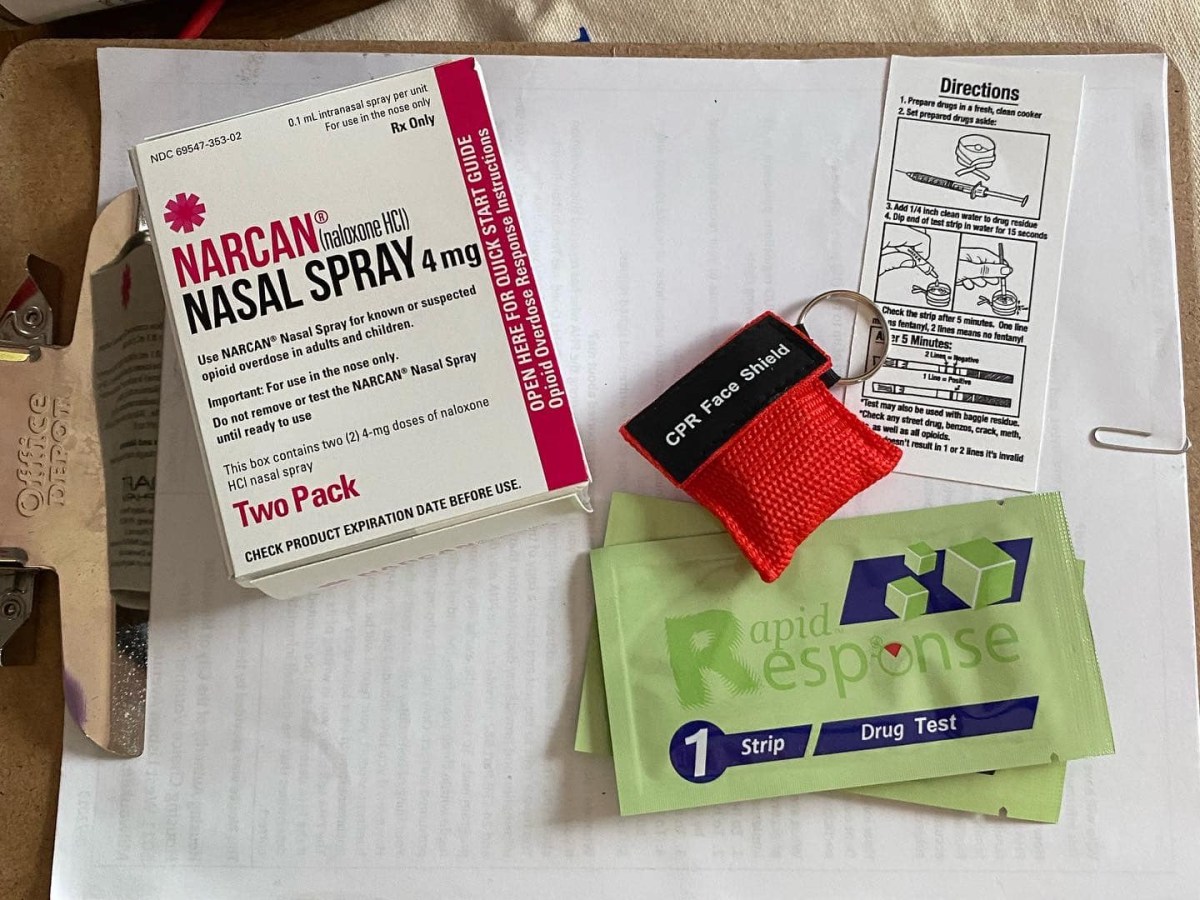 NDC 69547-353-02
0.1 mL intranasal spray per unit
For use in the nose only
Rx Only
NARCAN® (naloxone HCl)
NASAL SPRAY 4 mg
Use NARCAN® Nasal Spray for known or suspected
opioid overdose in adults and children.
Important: For use in the nose only.
Do not remove or test the NARCAN® Nasal Spray
until ready to use
This box contains two (2) 4-mg doses of naloxone
HCl nasal spray
Two Pack
CHECK PRODUCT EXPIRATION DATE BEFORE USE.
OPEN HERE FOR QUICK START GUIDE
Opioid Overdose Response Instructions
Office
DEPOT
CPR Face Shield
Directions
1. Prepare drugs in a fresh, clean cooker
2. Set prepared drugs aside:
3. Add 1/4 inch clean water to drug residue
4. Dip end of test strip in water for 15 seconds
Check the strip after 5 minutes. One line
ns fentanyl, 2 lines means no fentanyl
er 5 Minutes:
2 Lines = Negative
1 Line = Positive
*Test may also be used with baggie residue.
*Check any street drug, benzos, crack, meth,
as well as all opioids.
esn't result in 1 or 2 lines it's invalid
Rapid
Response
1 Strip
Drug Test